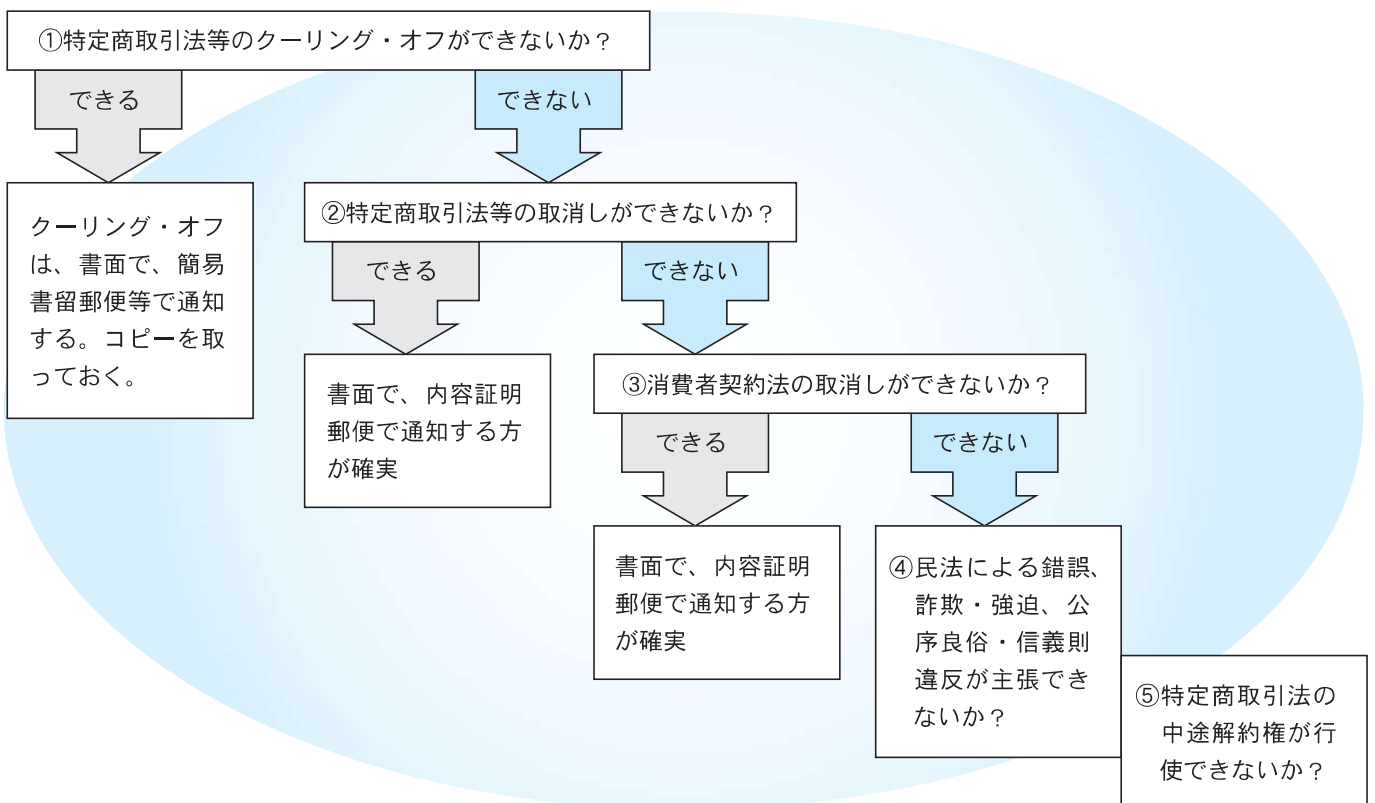 ①特定商取引法等のクーリング・オフができないか？
できる
できない
クーリング・オフ
は、書面で、簡易
書留郵便等で通知
する。コピーを取
っておく。
②特定商取引法等の取消しができないか？
できる
できない
書面で、内容証明
郵便で通知する方
が確実
③消費者契約法の取消しができないか？
できる
できない
書面で、内容証明
郵便で通知する方
が確実
④民法による錯誤、
詐欺・強迫、公
序良俗・信義則
違反が主張でき
ないか？
⑤特定商取引法の
中途解約権が行
使できないか？